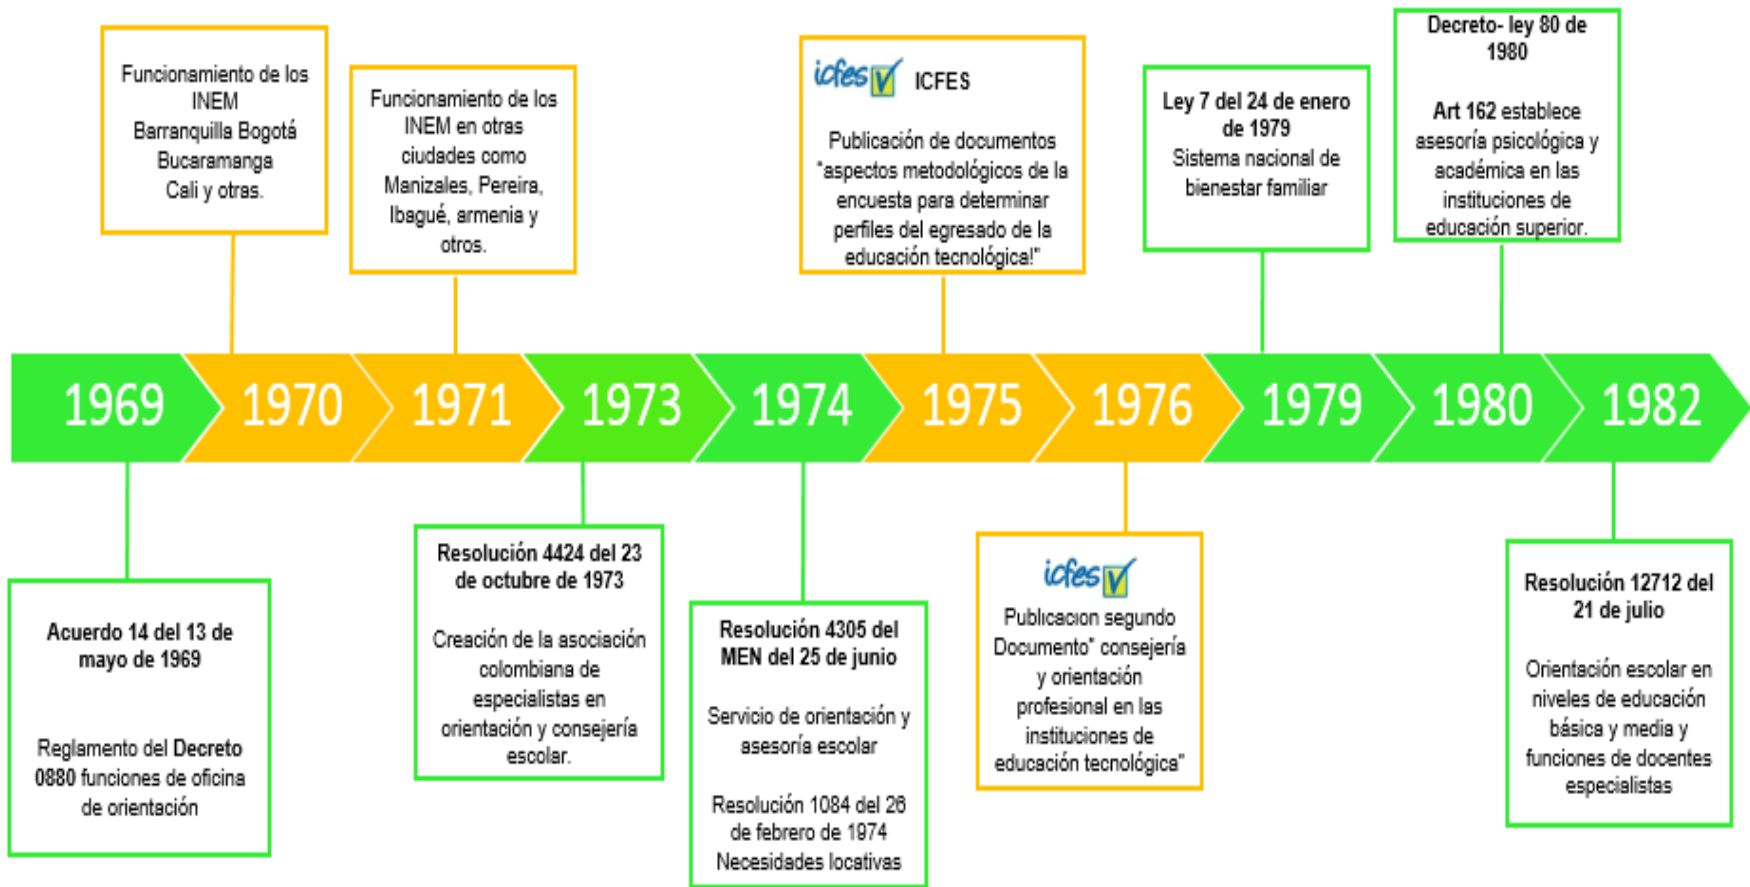 Funcionamiento de los
INEM
Barranquilla Bogotá
Bucaramanga
Cali y otras.
Funcionamiento de los
INEM en otras
ciudades como
Manizales, Pereira,
Ibagué, armenia y
otros.
icfes ICFES
Publicación de documentos
"aspectos metodológicos de la
encuesta para determinar
perfiles del egresado de la
educación tecnológica!"
Ley 7 del 24 de enero
de 1979
Sistema nacional de
bienestar familiar
Decreto- ley 80 de
1980
Art 162 establece
asesoría psicológica y
académica en las
instituciones de
educación superior.
1969
1970
1971
1973
1974
1975
1976
1979
1980
1982
Acuerdo 14 del 13 de
mayo de 1969
Reglamento del Decreto
0880 funciones de oficina
de orientación
Resolución 4424 del 23
de octubre de 1973
Creación de la asociación
colombiana de
especialistas en
orientación y consejería
escolar.
Resolución 4305 del
MEN del 25 de junio
Servicio de orientación y
asesoría escolar
Resolución 1084 del 26
de febrero de 1974
Necesidades locativas
icfes
Publicacion segundo
Documento" consejería
y orientación
profesional en las
instituciones de
educación tecnológica"
Resolución 12712 del
21 de julio
Orientación escolar en
niveles de educación
básica y media y
funciones de docentes
especialistas